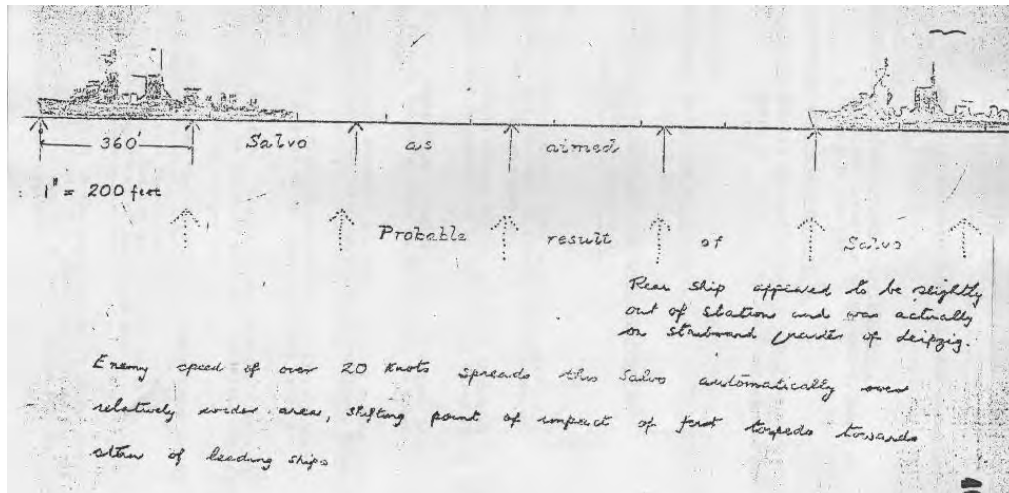 360'
Salvo as aimed
1" = 200 feet
Probable result of Salvo
Rear ship appeared to be slightly
out of station and was actually
on starboard quarter of Leipzig.
Enemy speed of over 20 knots spreads this salvo automatically over
relatively wider area, shifting point of impact of first torpedo towards
stern of leading ships